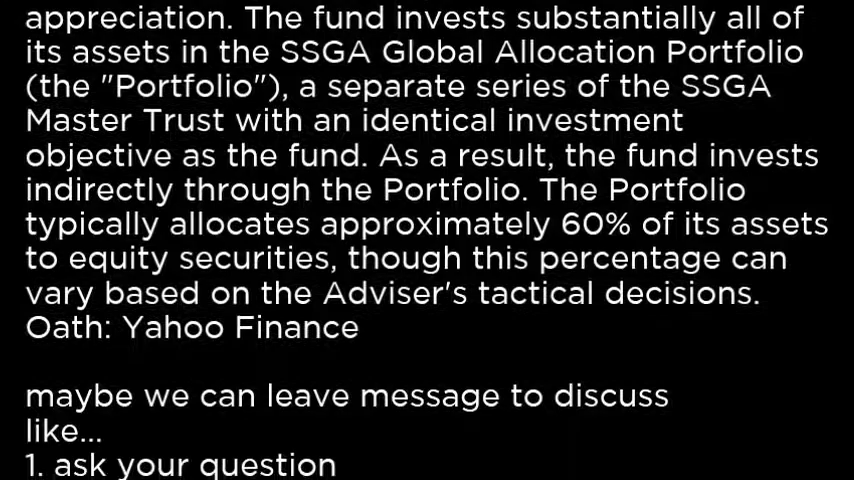 appreciation. The fund invests substantially all of
its assets in the SSGA Global Allocation Portfolio
(the "Portfolio"), a separate series of the SSGA
Master Trust with an identical investment
objective as the fund. As a result, the fund invests
indirectly through the Portfolio. The Portfolio
typically allocates approximately 60% of its assets
to equity securities, though this percentage can
vary based on the Adviser's tactical decisions.
Oath: Yahoo Finance
maybe we can leave message to discuss
like...
1. ask your question